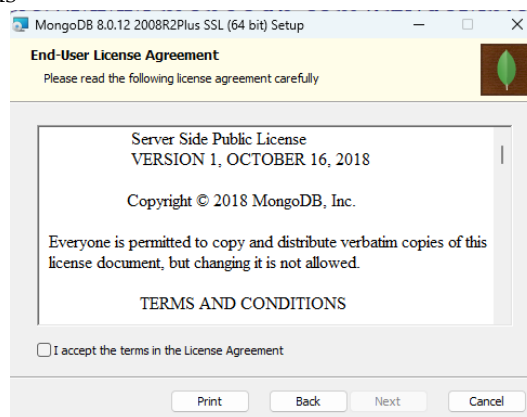 MongoDB 8.0.12 2008R2Plus SSL (64 bit) Setup
End-User License Agreement
Please read the following license agreement carefully
Server Side Public License
VERSION 1, OCTOBER 16, 2018
Copyright © 2018 MongoDB, Inc.
Everyone is permitted to copy and distribute verbatim copies of this
license document, but changing it is not allowed.
TERMS AND CONDITIONS
I accept the terms in the License Agreement
Print Back Next Cancel